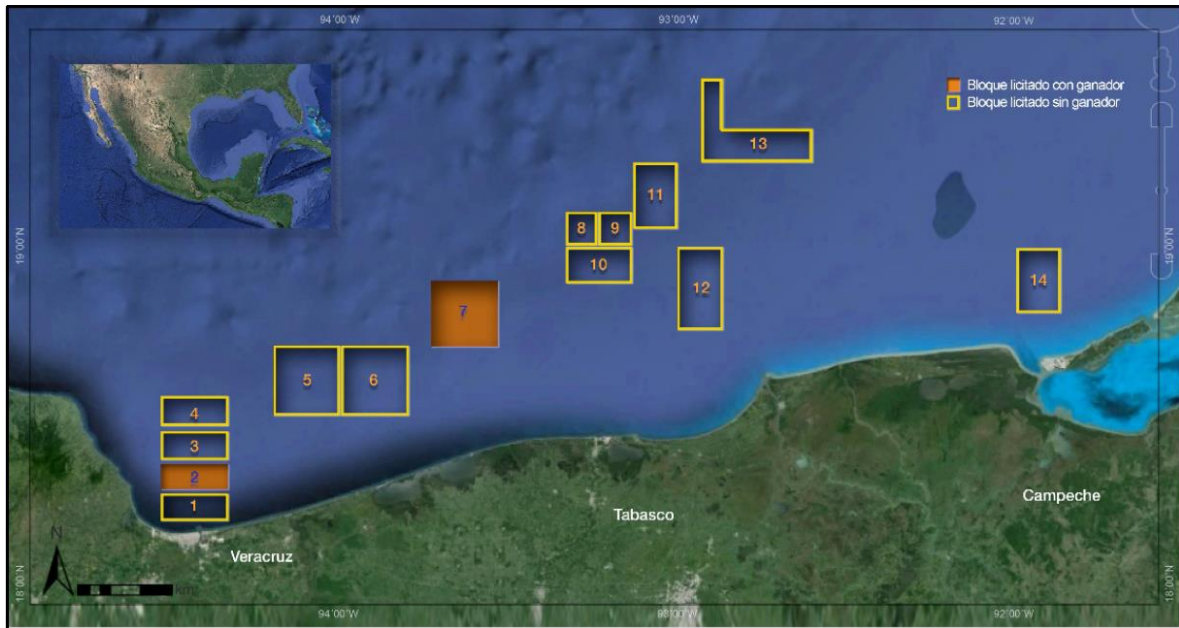 94°00'W
93°00'W
92°00'W
Bloque licitado con ganador
Bloque licitado sin ganador
13
11
8
9
19°00'N
19°00'N
10
12
14
7
5
6
4
3
2
1
Campeche
Tabasco
Veracruz
N
km
18°00'N
18°00'N
94°00'W
93°00'W
92°00'W